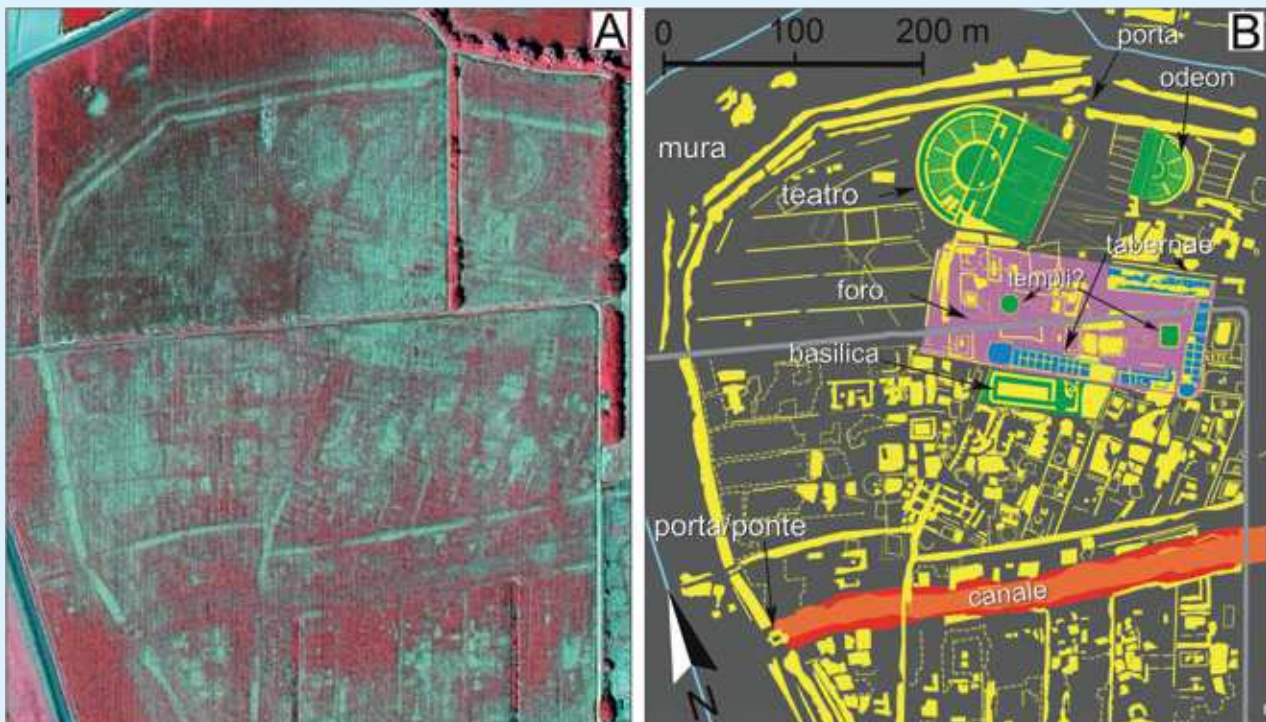 A
0 100 200 m
porta
B
odeon
mura
teatro
tabernae
templi?
foro
basilica
porta/ponte
canale
N